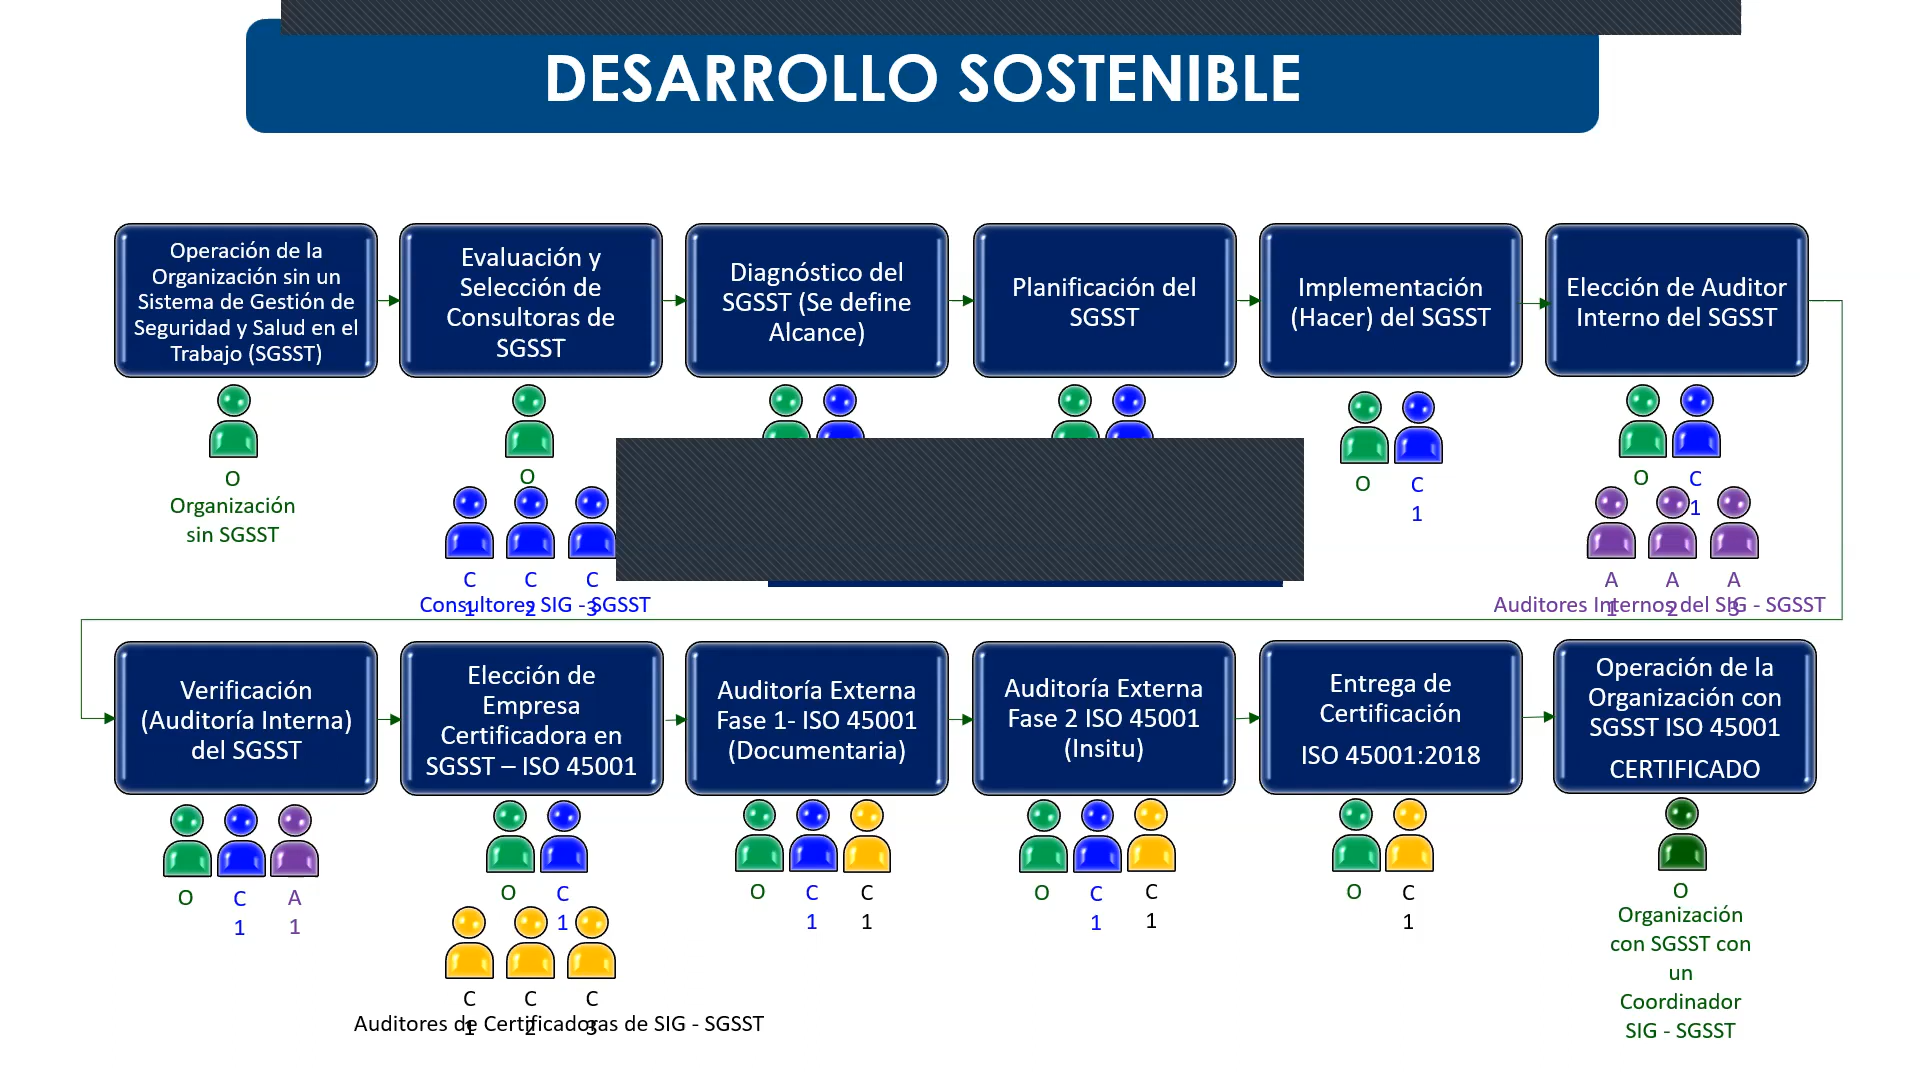 DESARROLLO SOSTENIBLE
Operación de la
Organización sin un
Sistema de Gestión de
Seguridad y Salud en el
Trabajo (SGSST)
Evaluación y
Selección de
Consultoras de
SGSST
Diagnóstico del
SGSST (Se define
Alcance)
Planificación del
SGSST
Implementación
(Hacer) del SGSST
Elección de Auditor
Interno del SGSST
O
Organización
sin SGSST
O
C
1
C
2
C
3
Consultores SIG - SGSST
O
C
1
O
C
1
A
1
A
2
A
3
Auditores Internos del SIG - SGSST
Verificación
(Auditoría Interna)
del SGSST
Elección de
Empresa
Certificadora en
SGSST – ISO 45001
Auditoría Externa
Fase 1- ISO 45001
(Documentaria)
Auditoría Externa
Fase 2 ISO 45001
(Insitu)
Entrega de
Certificación
ISO 45001:2018
Operación de la
Organización con
SGSST ISO 45001
CERTIFICADO
O
C
1
A
1
O
C
1
C
1
C
2
C
3
Auditores de Certificadoras de SIG - SGSST
O
C
1
C
1
O
C
1
C
1
O
C
1
O
Organización
con SGSST con
un
Coordinador
SIG - SGSST